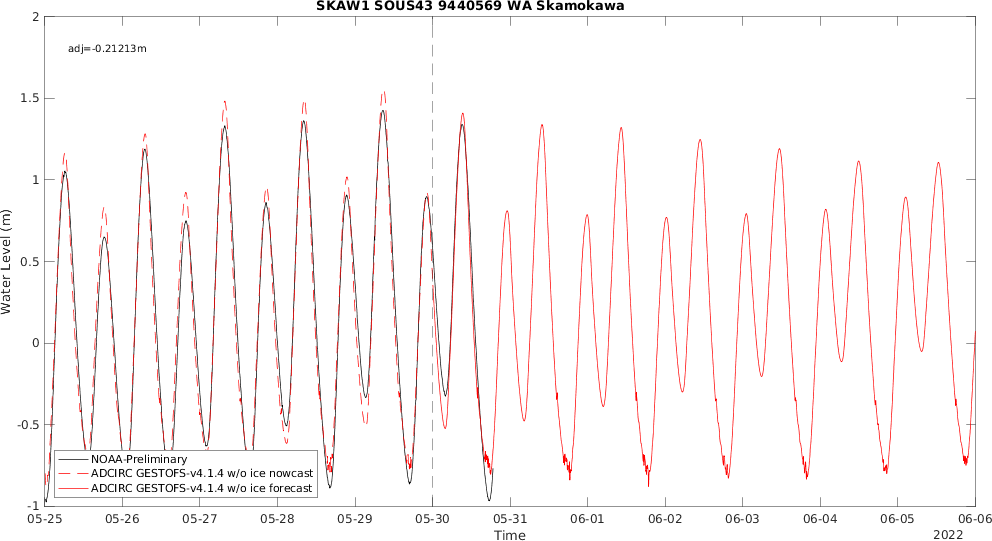 SKAW1 SOUS43 9440569 WA Skamokawa
adj=-0.21213m
Water Level (m)
2
1.5
1
0.5
0
-0.5
-1
NOAA-Preliminary
ADCIRC GESTOFS-v4.1.4 w/o ice nowcast
ADCIRC GESTOFS-v4.1.4 w/o ice forecast
05-25 05-26 05-27 05-28 05-29 05-30 05-31 06-01 06-02 06-03 06-04 06-05 06-06
Time
2022